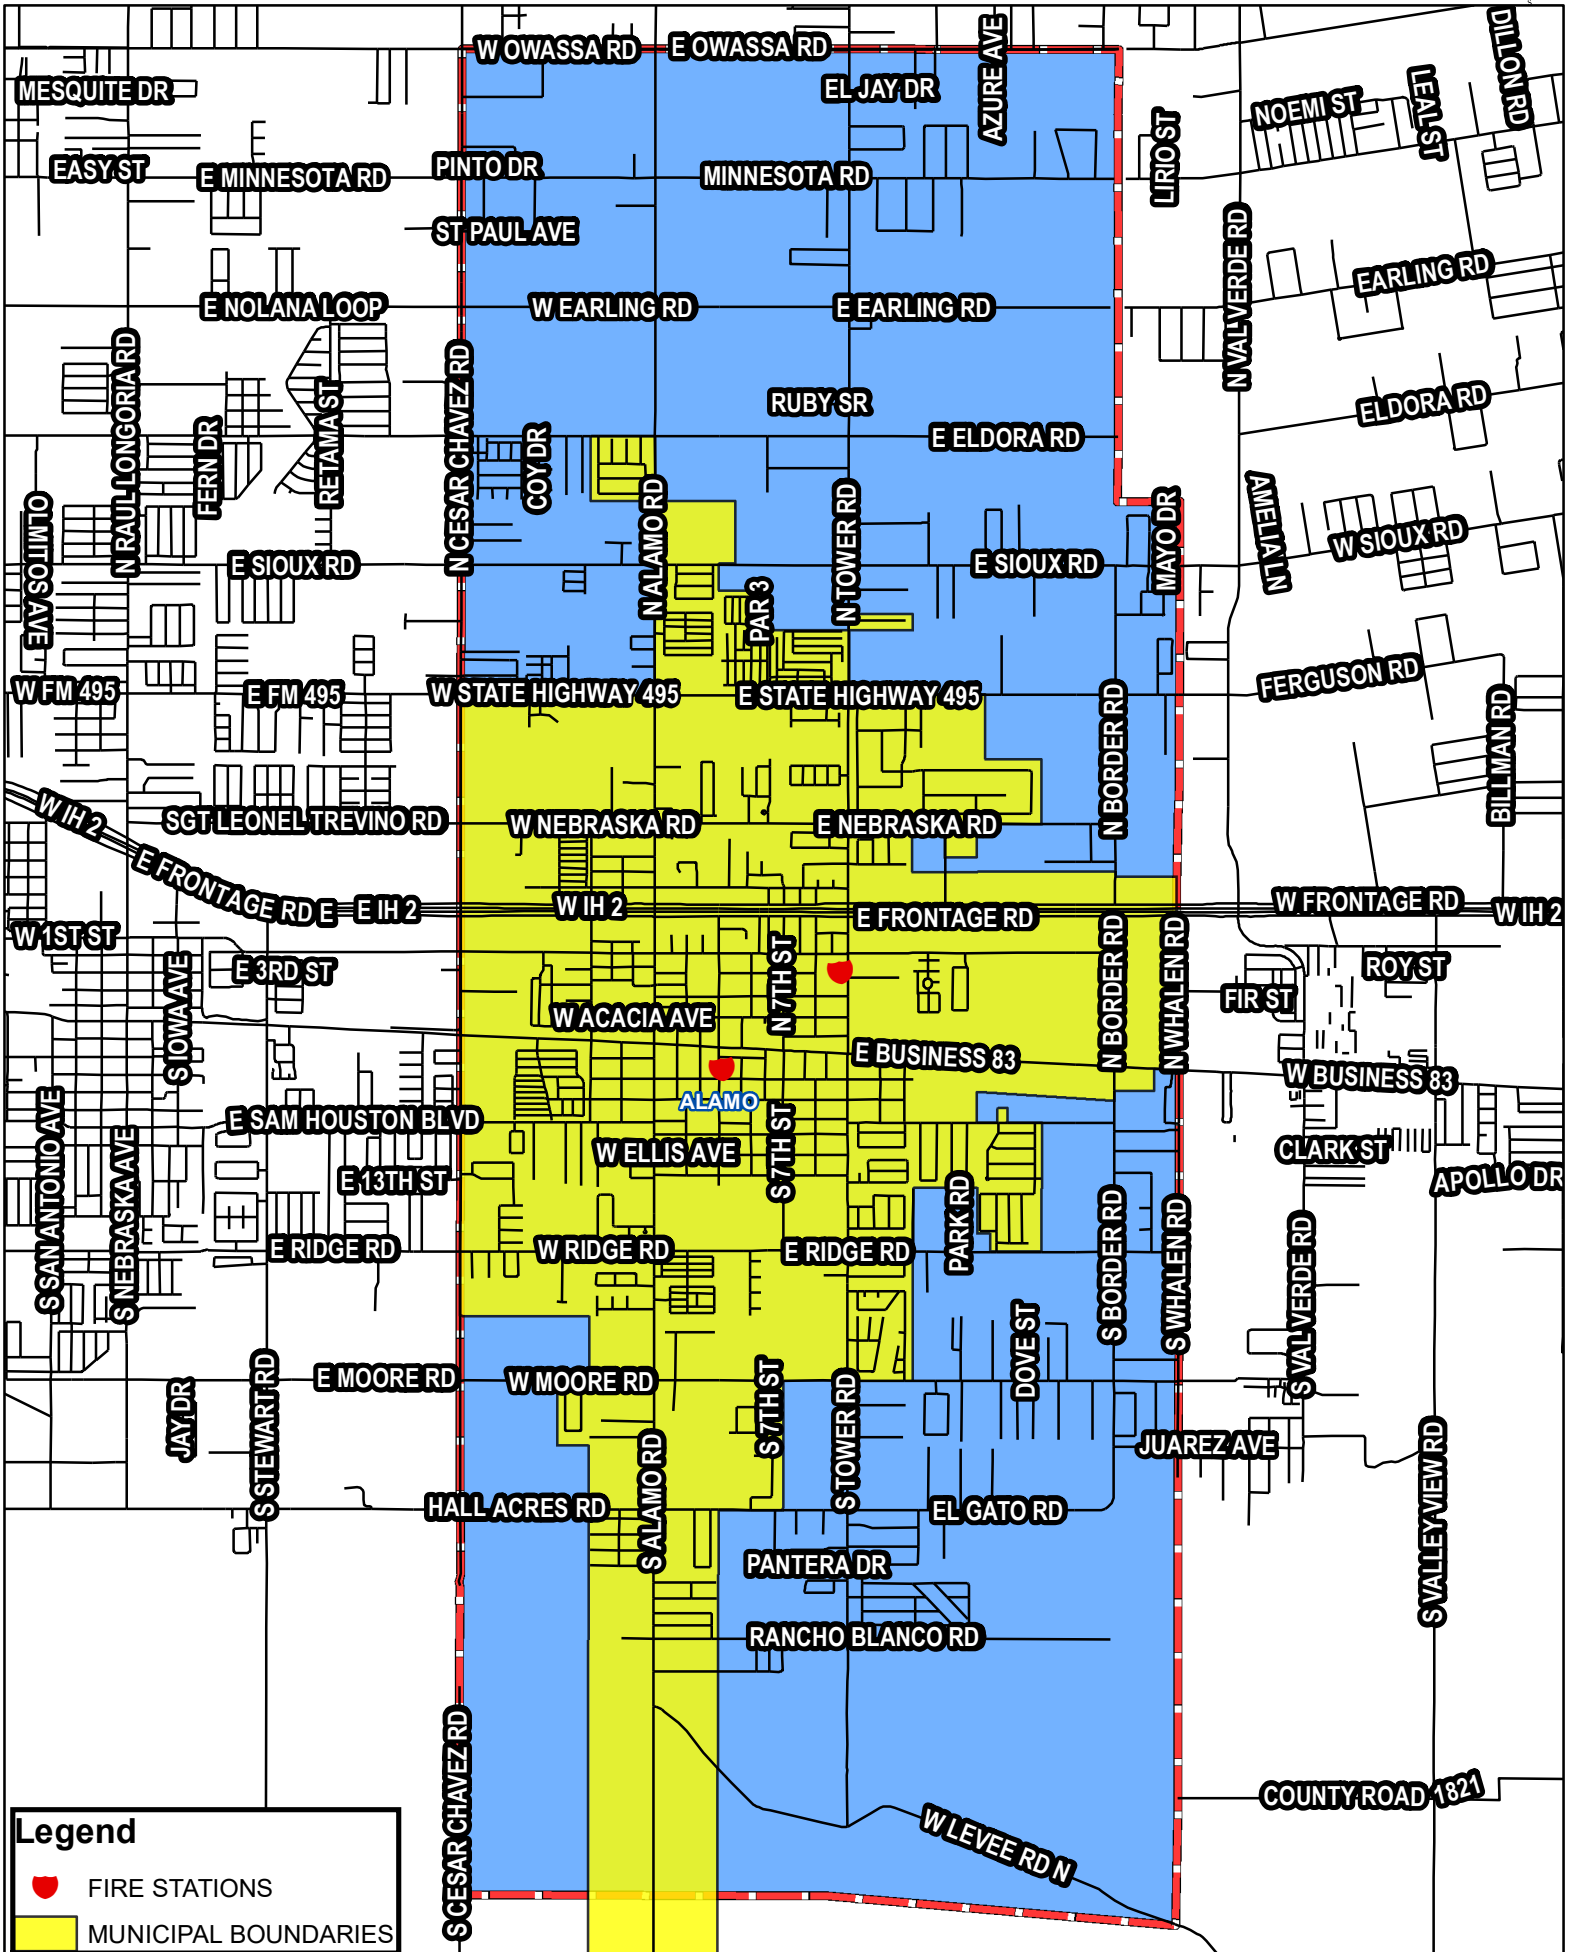 W OWASSA RD
E OWASSA RD
AZURE AVE
DILLON RD
MESQUITE DR
EL JAY DR
NOEMI ST
LEAL ST
LIRIO ST
EASY ST
E MINNESOTA RD
PINTO DR
MINNESOTA RD
ST PAUL AVE
N VAL VERDE RD
EARLING RD
E NOLANA LOOP
W EARLING RD
E EARLING RD
N RAUL LONGORIA RD
RETAMA ST
N CESAR CHAVEZ RD
RUBY SR
ELDORA RD
FERN DR
COY DR
E ELDORA RD
OLMITOS AVE
N ALAMO RD
N TOWER RD
MAYO DR
AMELIA LN
W SIOUX RD
E SIOUX RD
E SIOUX RD
PAR 3
W FM 495
E FM 495
W STATE HIGHWAY 495
E STATE HIGHWAY 495
FERGUSON RD
N BORDER RD
BILLMAN RD
W IH 2
SGT LEONEL TREVINO RD
W NEBRASKA RD
E NEBRASKA RD
E FRONTAGE RD E
E IH 2
W IH 2
E FRONTAGE RD
W FRONTAGE RD
W IH 2
W 1ST ST
S IOWA AVE
E 3RD ST
N 7TH ST
N BORDER RD
N WHALEN RD
ROY ST
FIR ST
W ACACIA AVE
E BUSINESS 83
W BUSINESS 83
ALAMO
S SAN ANTONIO AVE
S NEBRASKA AVE
E SAM HOUSTON BLVD
W ELLIS AVE
S 7TH ST
CLARK ST
E 13TH ST
APOLLO DR
PARK RD
S BORDER RD
S WHALEN RD
S VAL VERDE RD
E RIDGE RD
W RIDGE RD
E RIDGE RD
DOVE ST
JAY DR
S STEWART RD
E MOORE RD
W MOORE RD
S 7TH ST
S TOWER RD
S ALAMO RD
JUAREZ AVE
S VALLEY VIEW RD
HALL ACRES RD
EL GATO RD
PANTERA DR
RANCHO BLANCO RD
S CESAR CHAVEZ RD
COUNTY ROAD 1821
W LEVEE RD N
Legend
FIRE STATIONS
MUNICIPAL BOUNDARIES